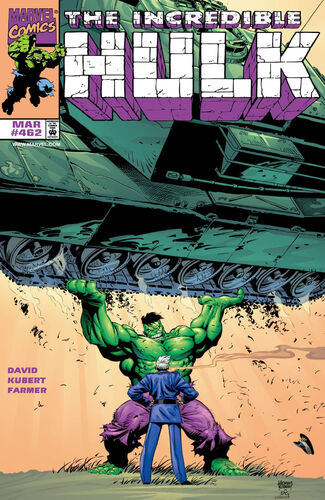 MARVEL
COMICS
THE INCREDIBLE
HULK
MAR
#462
WWW.MARVEL.COM
DAVID
KUBERT
FARMER